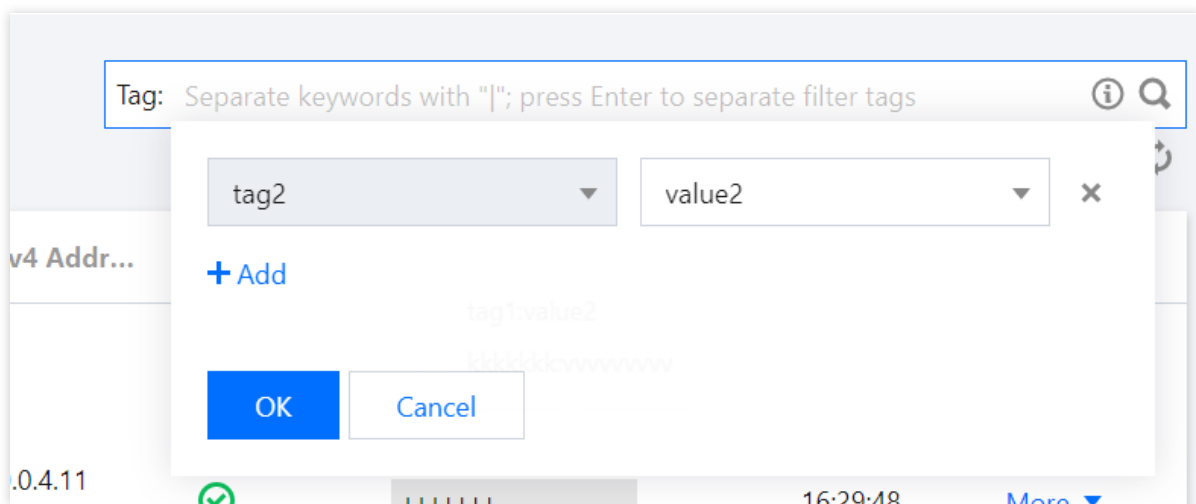 Tag: Separate keywords with "|"; press Enter to separate filter tags
tag2 value2
v4 Addr...
Add
tag1:value2
OK Cancel
.0.4.11
16:29:48 More